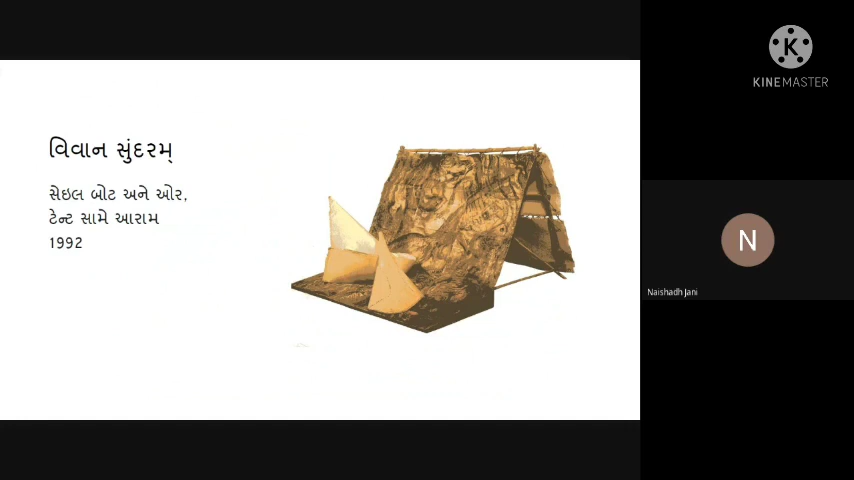 વિવાન સુંદરમ્
સેઇલ બોટ અને ઓર,
ટેન્ટ સામે આરામ
1992
KINEMASTER
N
Naishadh Jani